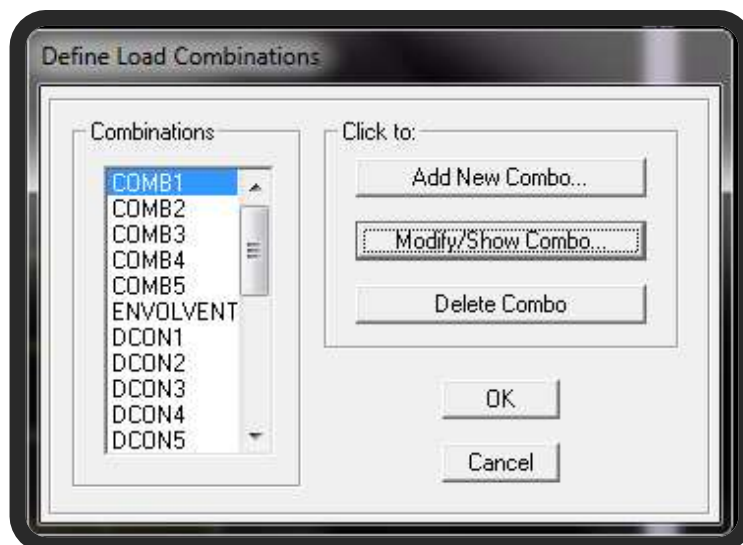 Define Load Combinations
Combinations
COMB1
COMB2
COMB3
COMB4
COMB5
ENVOLVENT
DCON1
DCON2
DCON3
DCON4
DCON5
Click to:
Add New Combo...
Modify/Show Combo...
Delete Combo
OK
Cancel